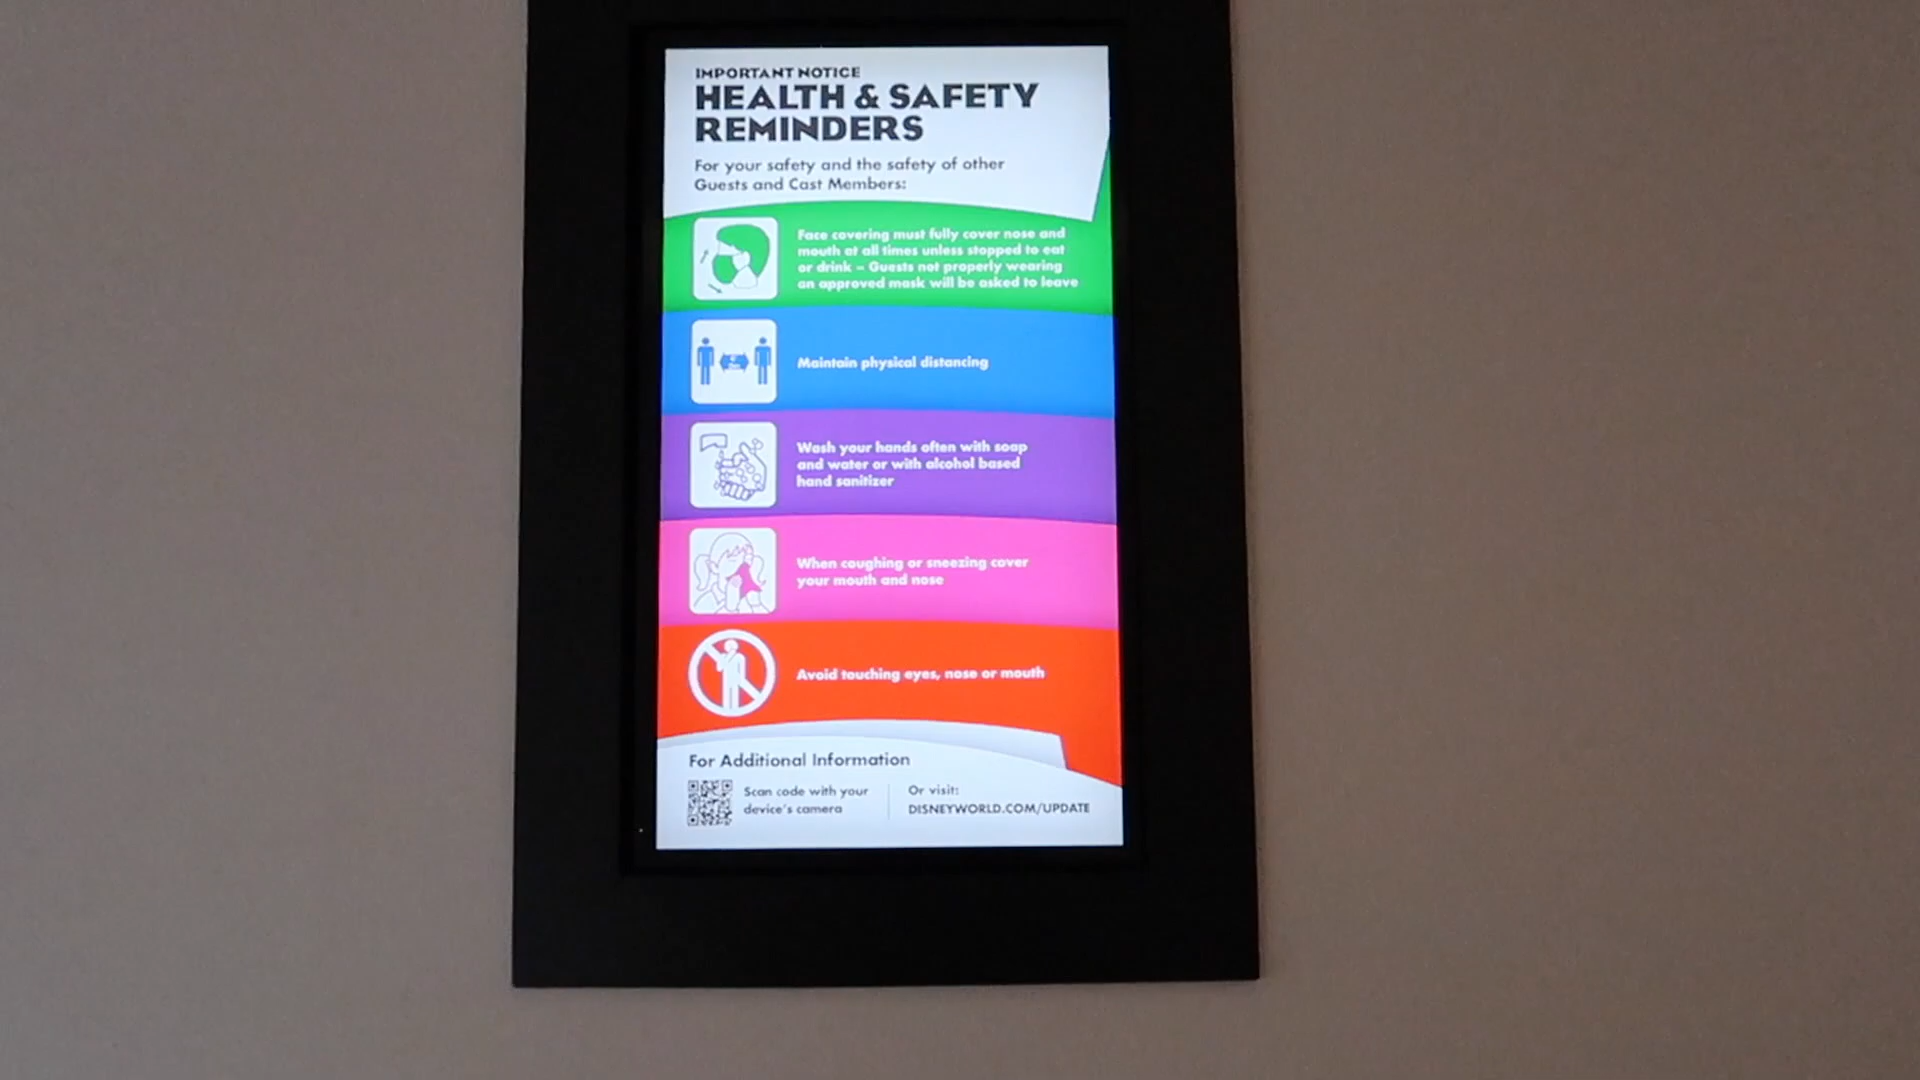 IMPORTANT NOTICE
HEALTH & SAFETY
REMINDERS
For your safety and the safety of other
Guests and Cast Members:
Face covering must fully cover nose and
mouth at all times unless stopped to eat
or drink – Guests not properly wearing
an approved mask will be asked to leave
Maintain physical distancing
Wash your hands often with soap
and water or with alcohol based
hand sanitizer
When coughing or sneezing cover
your mouth and nose
Avoid touching eyes, nose or mouth
For Additional Information
Scan code with your
device's camera
Or visit:
DISNEYWORLD.COM/UPDATE